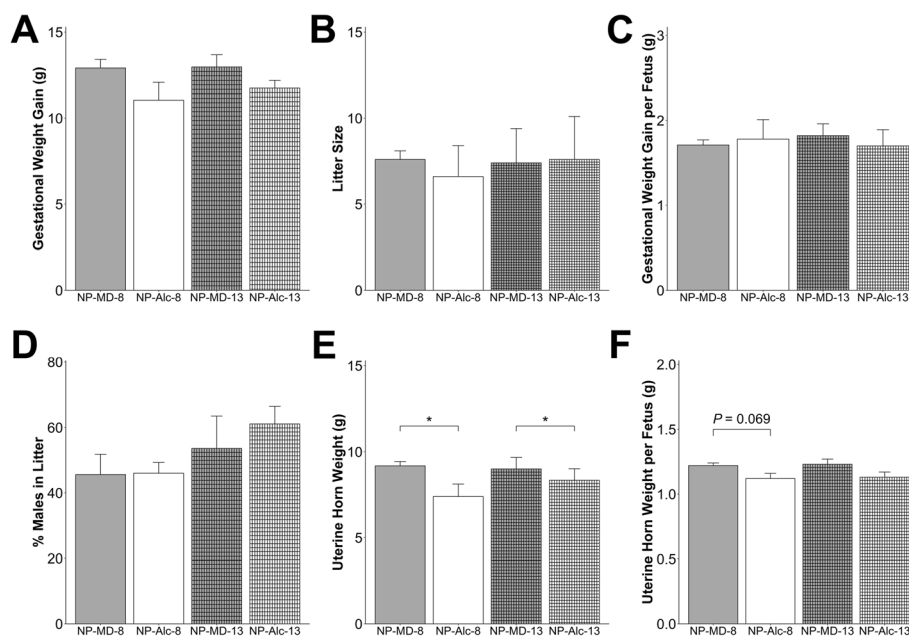 A
Gestational Weight Gain (g)
15
10
5
0
NP-MD-8 NP-Alc-8 NP-MD-13 NP-Alc-13
B
Litter Size
15
10
5
0
NP-MD-8 NP-Alc-8 NP-MD-13 NP-Alc-13
C
Gestational Weight Gain per Fetus (g)
3
2
1
0
NP-MD-8 NP-Alc-8 NP-MD-13 NP-Alc-13
D
% Males in Litter
80
60
40
20
0
NP-MD-8 NP-Alc-8 NP-MD-13 NP-Alc-13
E
Uterine Horn Weight (g)
15
10
5
0
* *
NP-MD-8 NP-Alc-8 NP-MD-13 NP-Alc-13
F
Uterine Horn Weight per Fetus (g)
2.0
1.5
1.0
0.5
0.0
P = 0.069
NP-MD-8 NP-Alc-8 NP-MD-13 NP-Alc-13